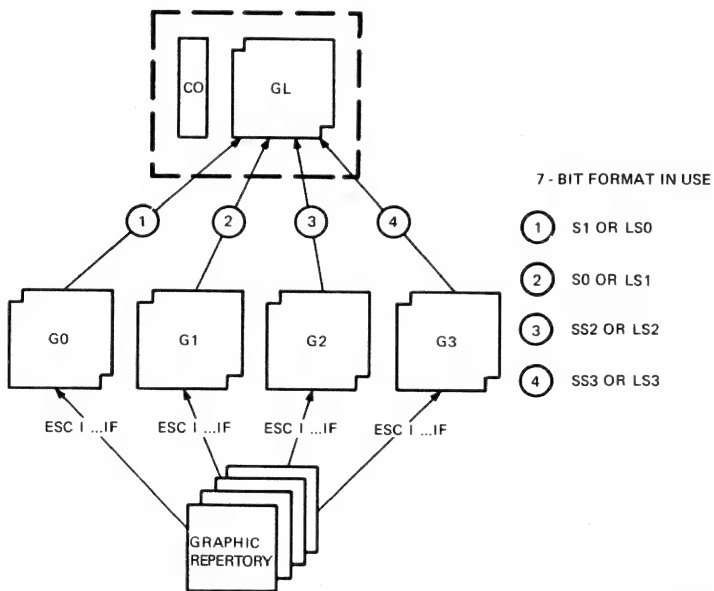 CO
GL
7 - BIT FORMAT IN USE
1
2
3
4
1 S1 OR LS0
2 S0 OR LS1
3 SS2 OR LS2
4 SS3 OR LS3
G0
G1
G2
G3
ESC I ...IF
ESC I ...IF
ESC I ...IF
ESC I ...IF
GRAPHIC
REPERTORY